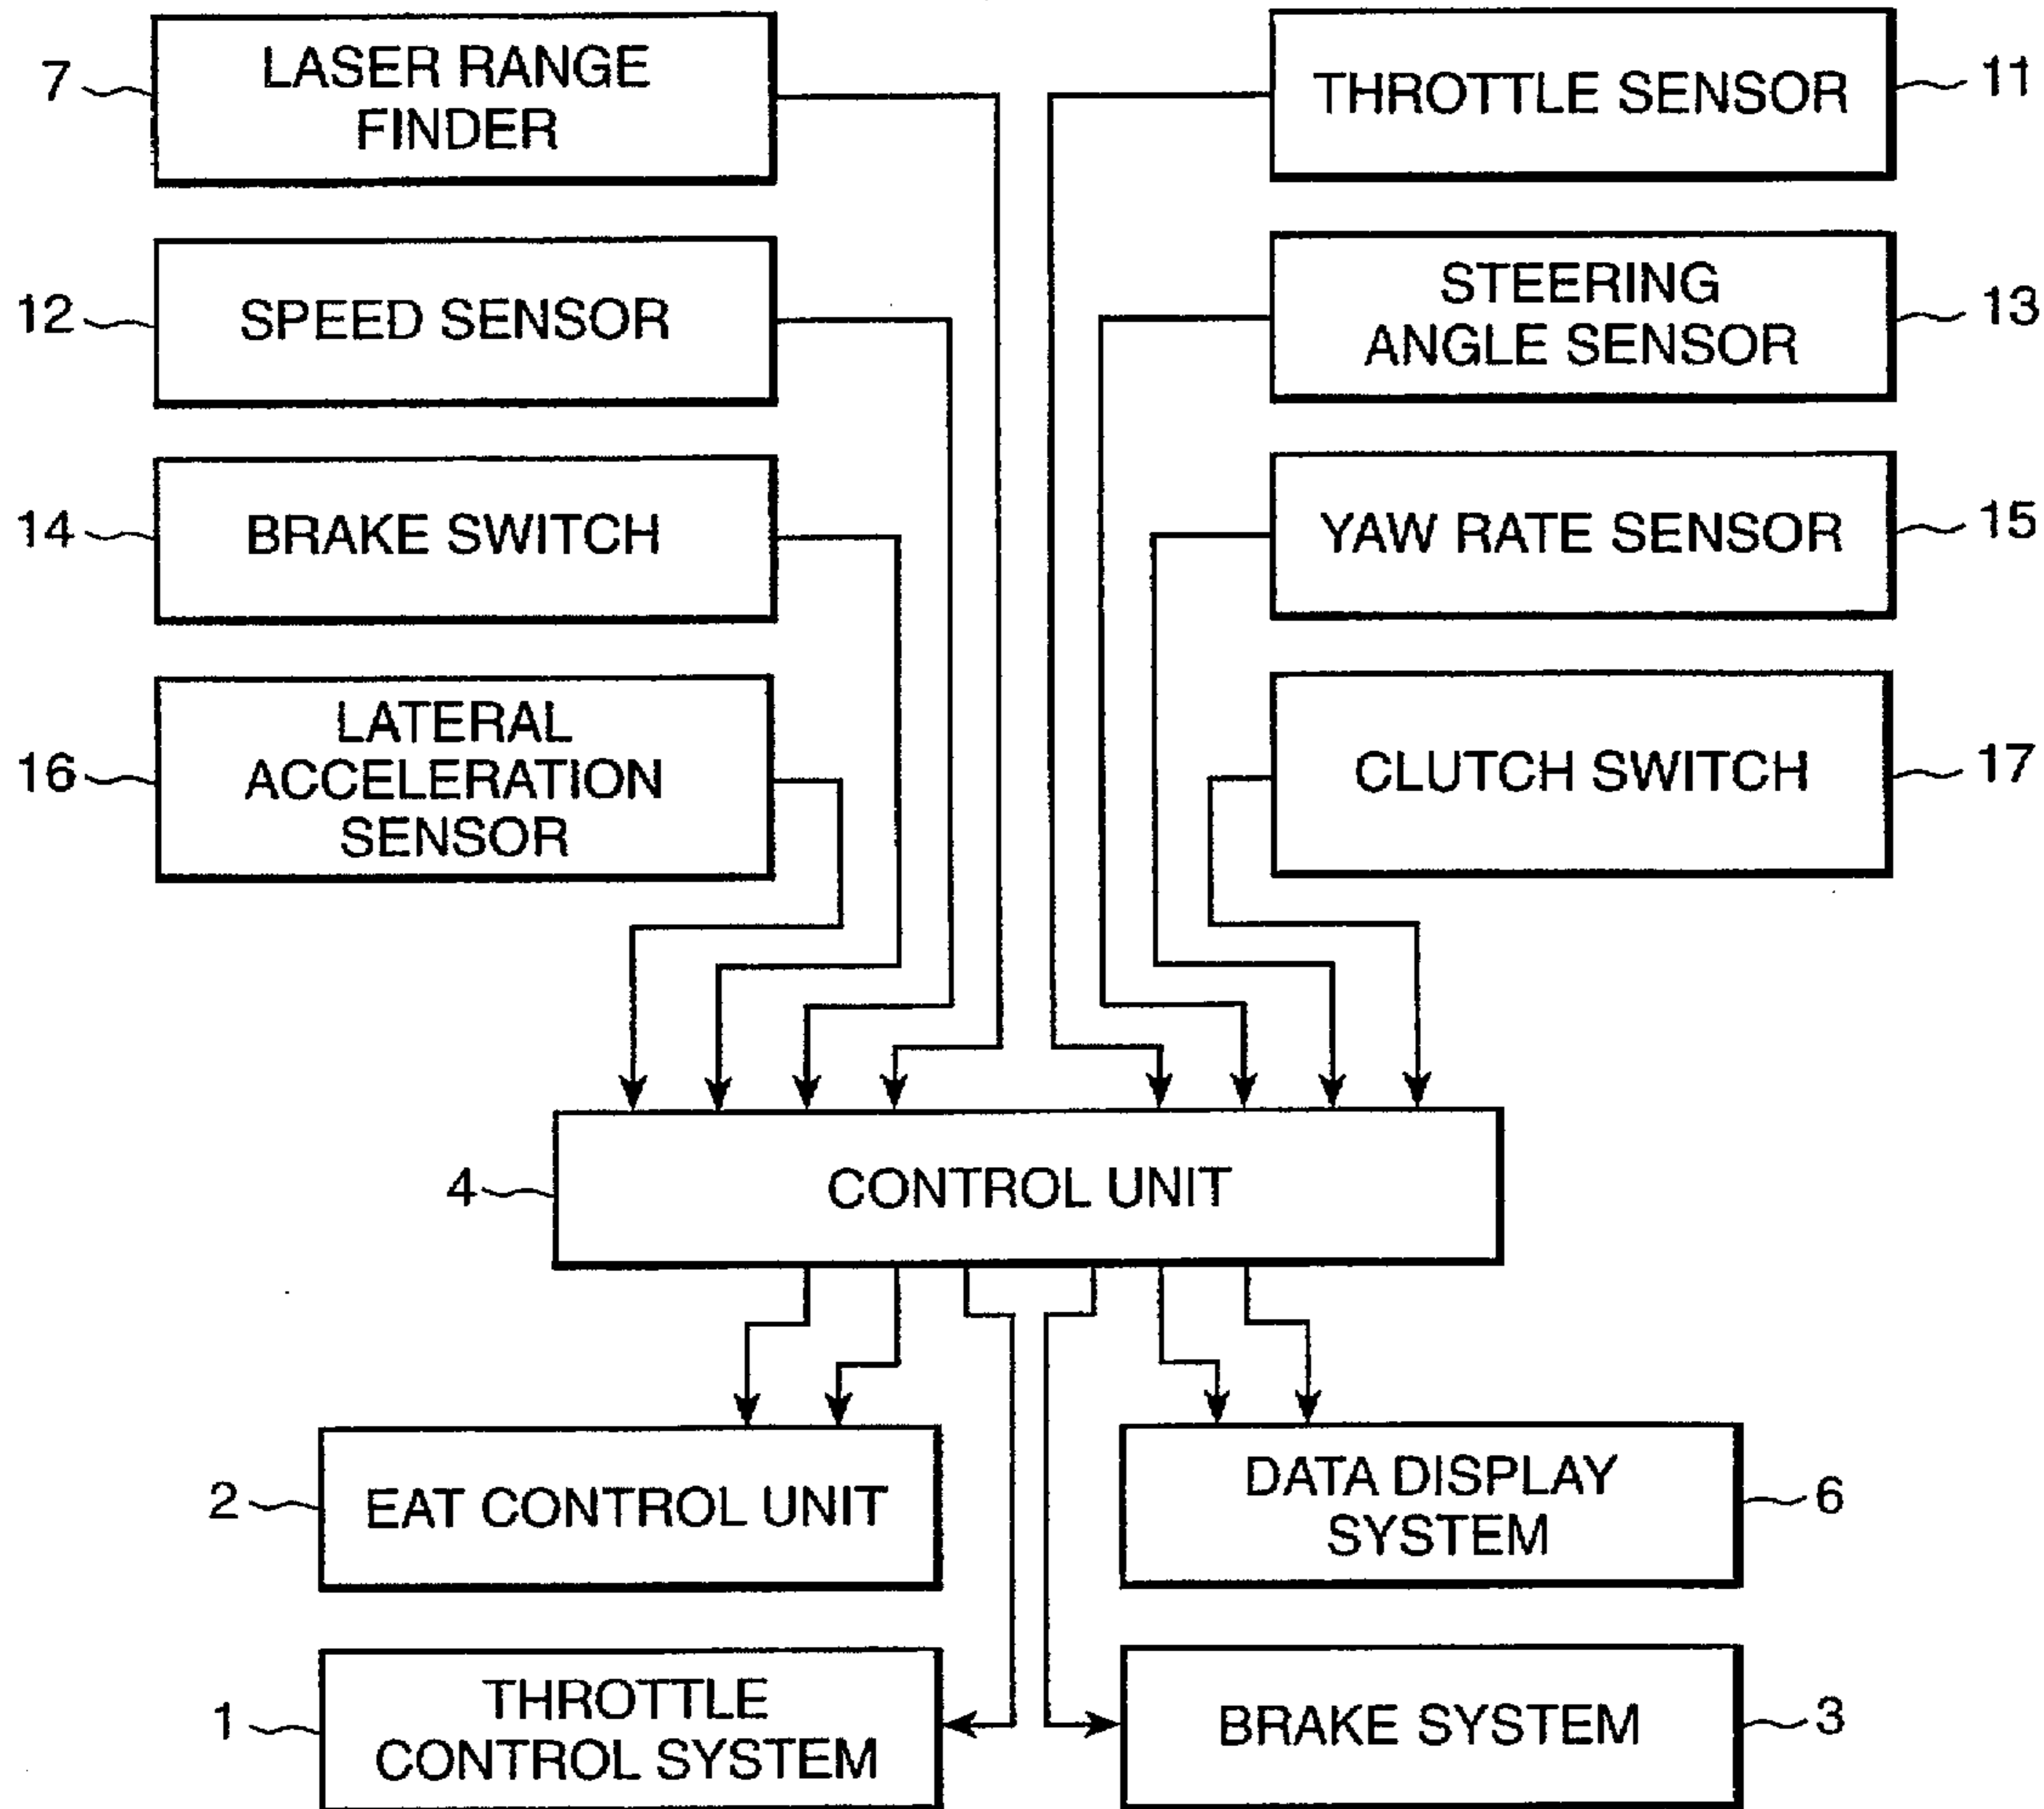 7
LASER RANGE
FINDER
THROTTLE SENSOR
11
12
SPEED SENSOR
STEERING
ANGLE SENSOR
13
14
BRAKE SWITCH
YAW RATE SENSOR
15
16
LATERAL
ACCELERATION
SENSOR
CLUTCH SWITCH
17
4
CONTROL UNIT
2
EAT CONTROL UNIT
DATA DISPLAY
SYSTEM
6
1
THROTTLE
CONTROL SYSTEM
BRAKE SYSTEM
3